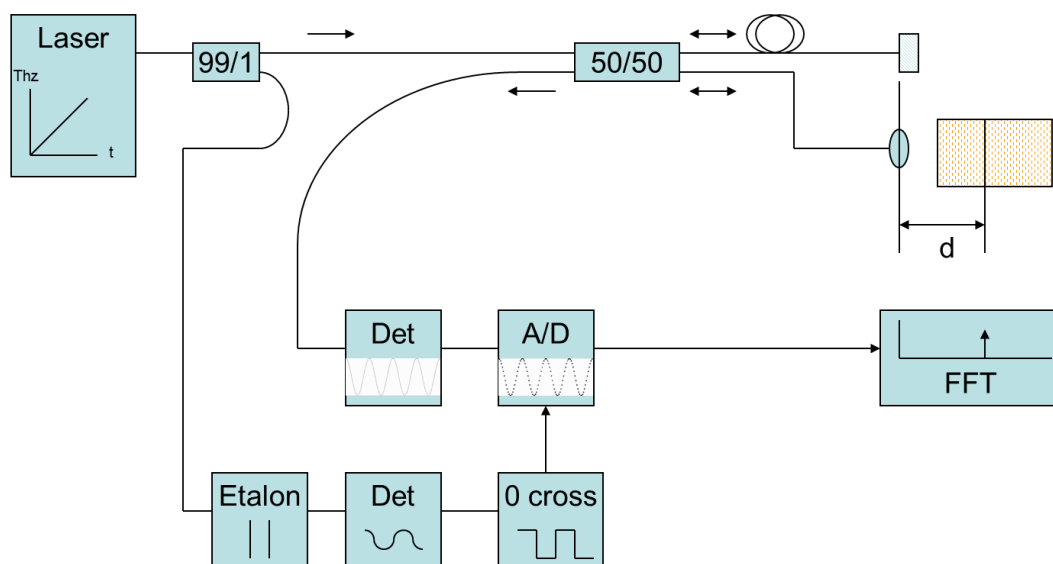 Laser
Thz
t
99/1
50/50
d
Det
A/D
FFT
Etalon
Det
0 cross